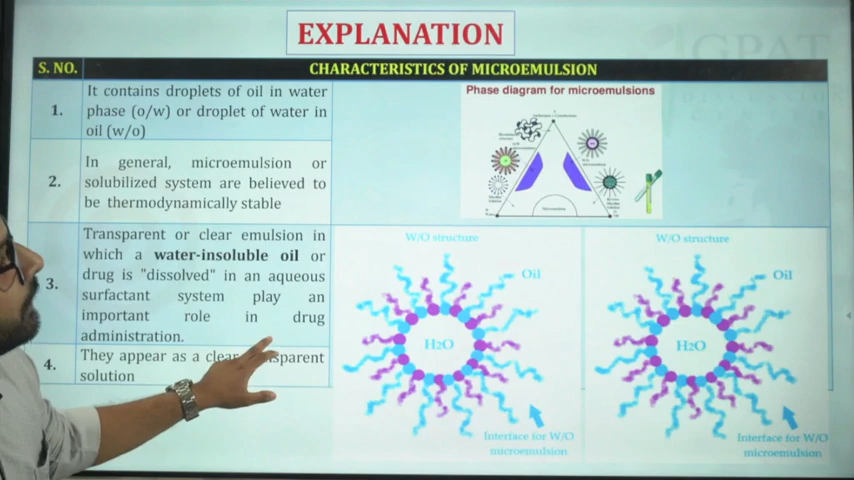 EXPLANATION
S. NO.
CHARACTERISTICS OF MICROEMULSION
1.
It contains droplets of oil in water
phase (o/w) or droplet of water in
oil (w/o)
2.
In general, microemulsion or
solubilized system are believed to
be thermodynamically stable
3.
Transparent or clear emulsion in
which a water-insoluble oil or
drug is "dissolved" in an aqueous
surfactant system play an
important role in drug
administration.
4.
They appear as a clear
solution
Phase diagram for microemulsions
W/O structure
Oil
H2O
Interface for W/O
microemulsion
W/O structure
Oil
H2O
Interface for W/O
microemulsion
GPAT